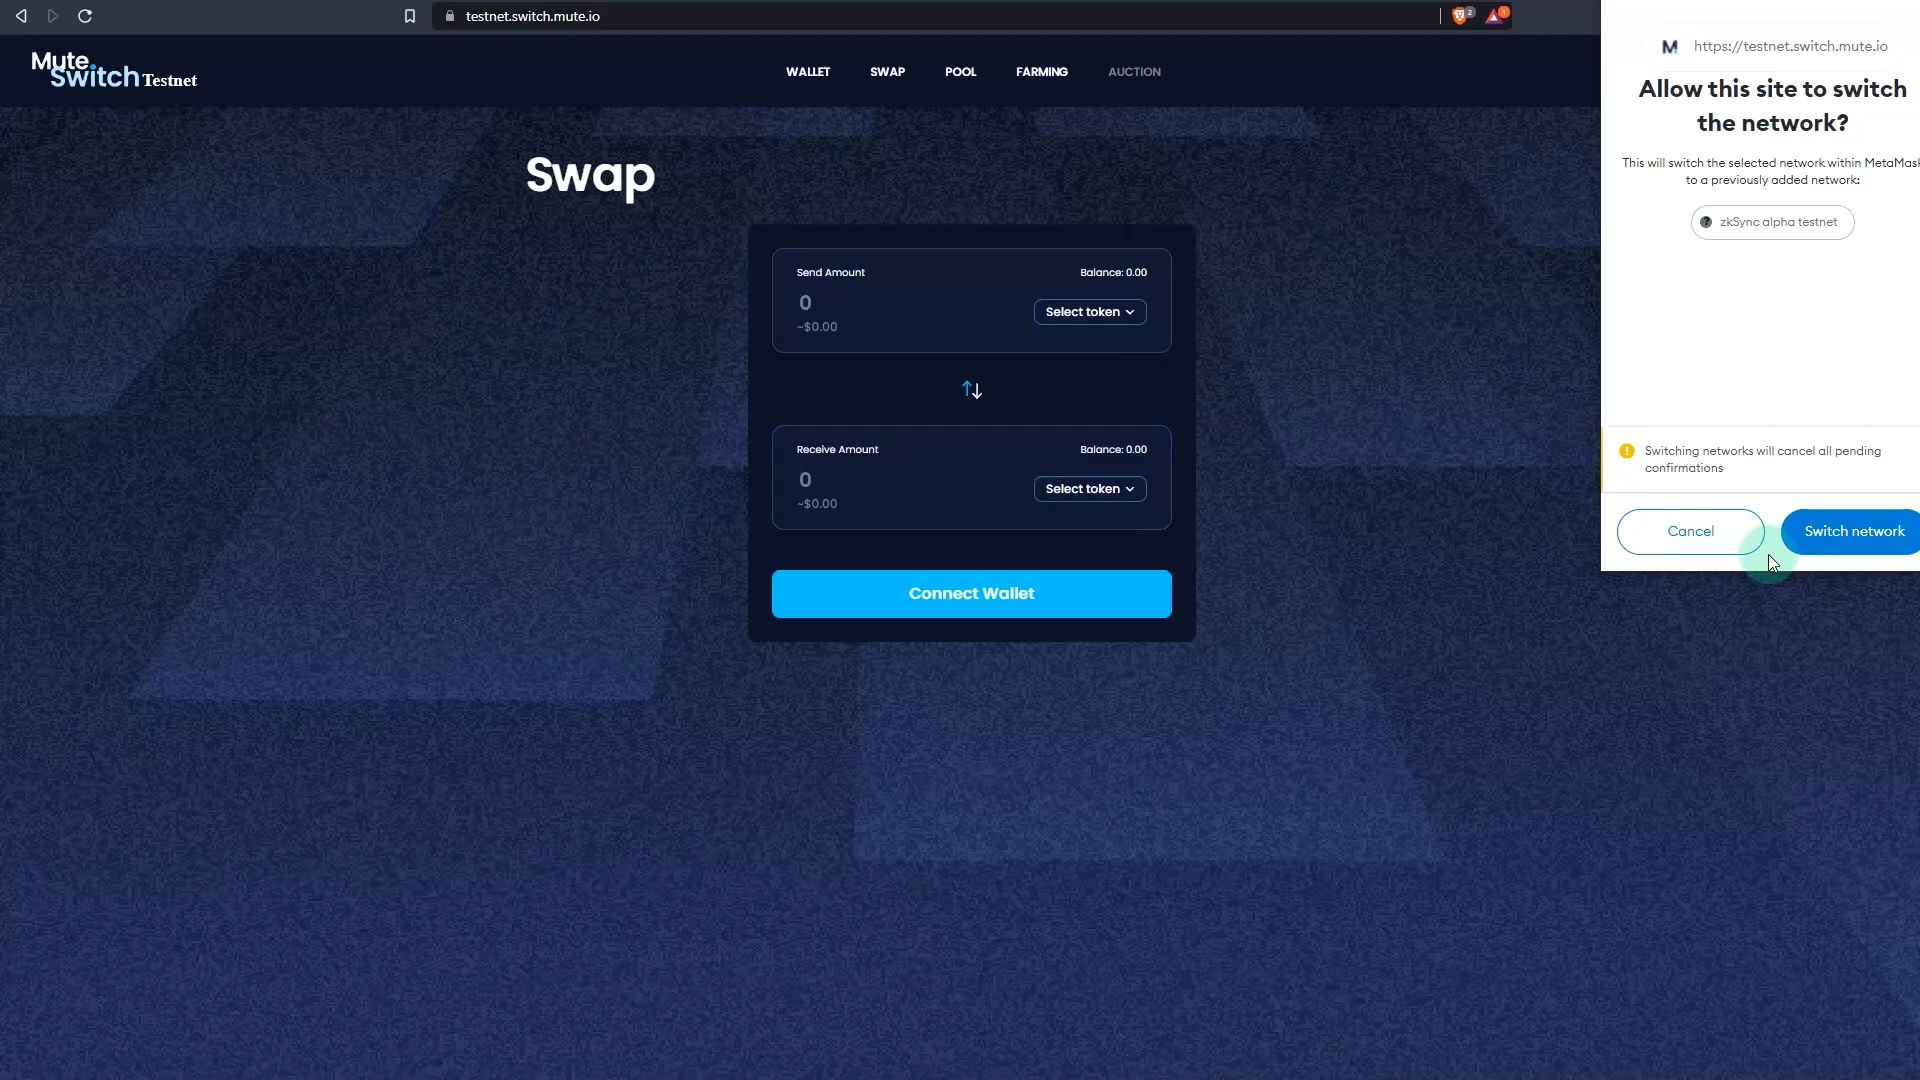 testnet.switch.mute.io
2
1
Mute.
Switch Testnet
WALLET
SWAP
POOL
FARMING
AUCTION
Swap
Send Amount
Balance: 0.00
0
Select token
~$0.00
Receive Amount
Balance: 0.00
0
Select token
~$0.00
Connect Wallet
M
https://testnet.switch.mute.io
Allow this site to switch
the network?
This will switch the selected network within MetaMask
to a previously added network:
? zkSync alpha testnet
Switching networks will cancel all pending
confirmations
Cancel
Switch network